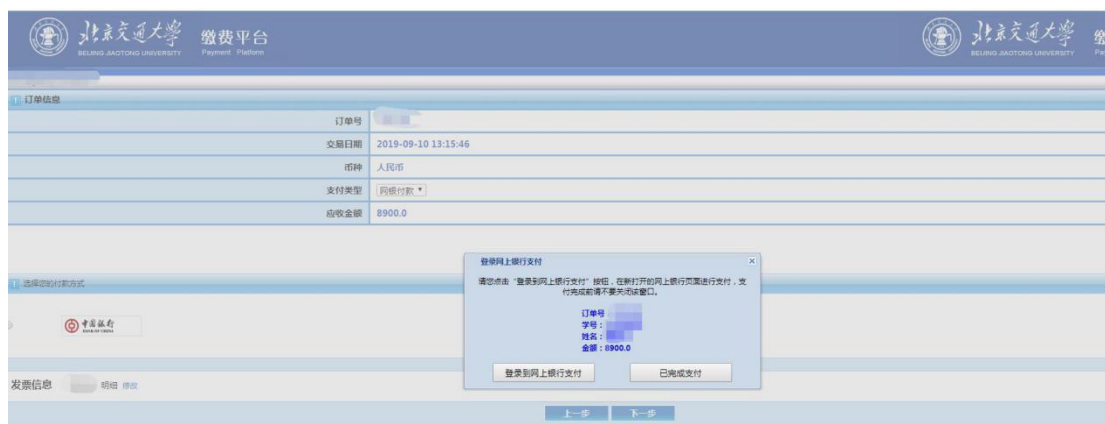 北京交通大学 缴费平台
BEIJING JIAOTONG UNIVERSITY Payment Platform
北京交通大学 缴
BEIJING JIAOTONG UNIVERSITY
订单信息
订单号
交易日期 2019-09-10 13:15:46
币种 人民币
支付类型 网银付款
应收金额 8900.0
选择您的付款方式
中国银行
BANK OF CHINA
登录网上银行支付
请您点击“登录到网上银行支付”按钮，在新打开的网上银行页面进行支付，支
付完成前请不要关闭该窗口。
订单号
学号：
姓名：
金额：8900.0
登录到网上银行支付 已完成支付
发票信息 明细 修改
上一步 下一步